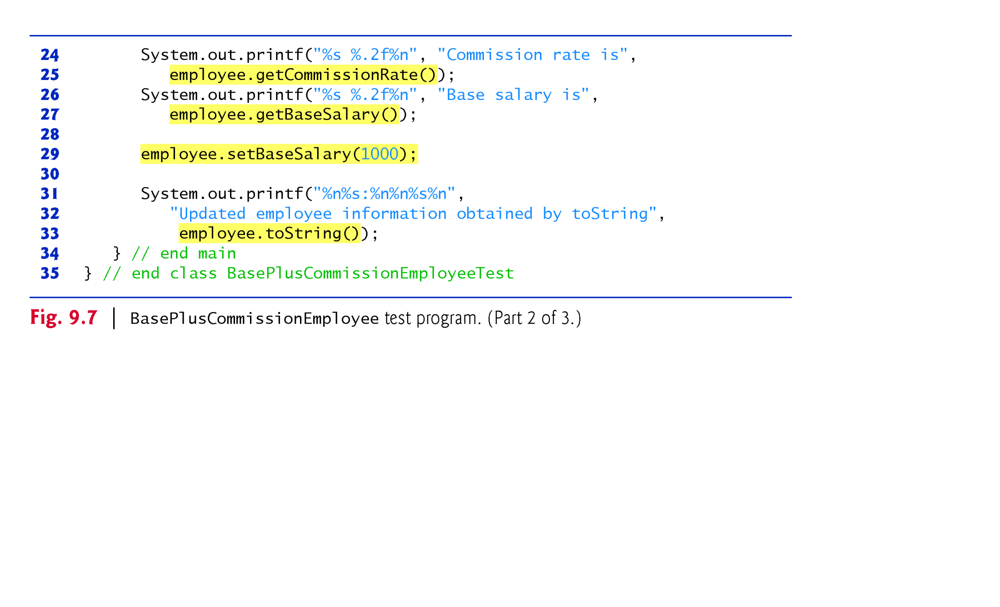 24 System.out.printf("%s %.2f%n", "Commission rate is",
25 employee.getCommissionRate());
26 System.out.printf("%s %.2f%n", "Base salary is",
27 employee.getBaseSalary());
28
29 employee.setBaseSalary(1000);
30
31 System.out.printf("%n%s:%n%n%s%n",
32 "Updated employee information obtained by toString",
33 employee.toString());
34 } // end main
35 } // end class BasePlusCommissionEmployeeTest
Fig. 9.7 | BasePlusCommissionEmployee test program. (Part 2 of 3.)